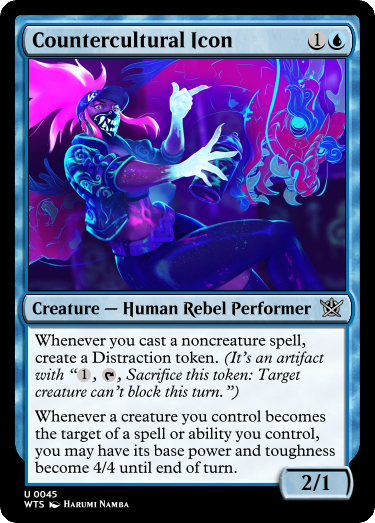 Countercultural Icon 1
Creature — Human Rebel Performer
Whenever you cast a noncreature spell,
create a Distraction token. (It's an artifact
with “1, , Sacrifice this token: Target
creature can't block this turn.”)
Whenever a creature you control becomes
the target of a spell or ability you control,
you may have its base power and toughness
become 4/4 until end of turn.
2/1
U 0045
WTS Harumi Namba